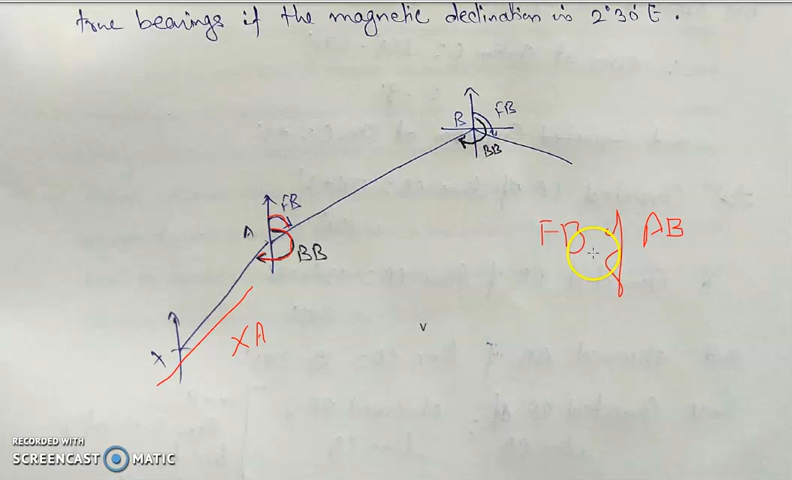 true bearings if the magnetic declination is 2°30' E.
B FB
BB
FB
A
BB
FB of AB
XA
X
v
RECORDED WITH
SCREENCAST MATIC